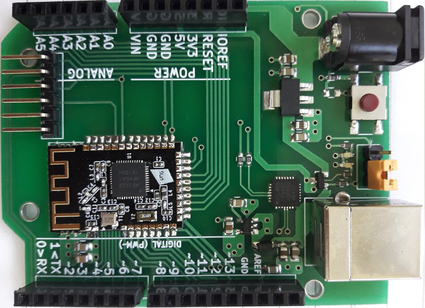 IOREF
RESET
3V3
5V
GND
GND
VIN
POWER
A0
A1
A2
A3
A4
A5
ANALOG
DIGITAL (PWM~)
AREF
GND
13
12
~11
~10
~9
~8
7
~6
~5
~4
~3
2
1<TX
0>RX